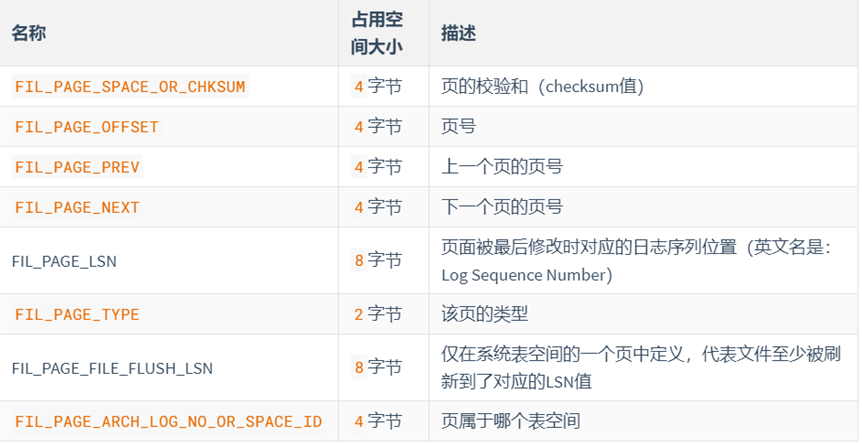 名称
占用空
间大小
描述
FIL_PAGE_SPACE_OR_CHKSUM
4 字节
页的校验和（checksum值）
FIL_PAGE_OFFSET
4 字节
页号
FIL_PAGE_PREV
4 字节
上一个页的页号
FIL_PAGE_NEXT
4 字节
下一个页的页号
FIL_PAGE_LSN
8 字节
页面被最后修改时对应的日志序列位置（英文名是：
Log Sequence Number）
FIL_PAGE_TYPE
2 字节
该页的类型
FIL_PAGE_FILE_FLUSH_LSN
8 字节
仅在系统表空间的一个页中定义，代表文件至少被刷
新到了对应的LSN值
FIL_PAGE_ARCH_LOG_NO_OR_SPACE_ID
4 字节
页属于哪个表空间